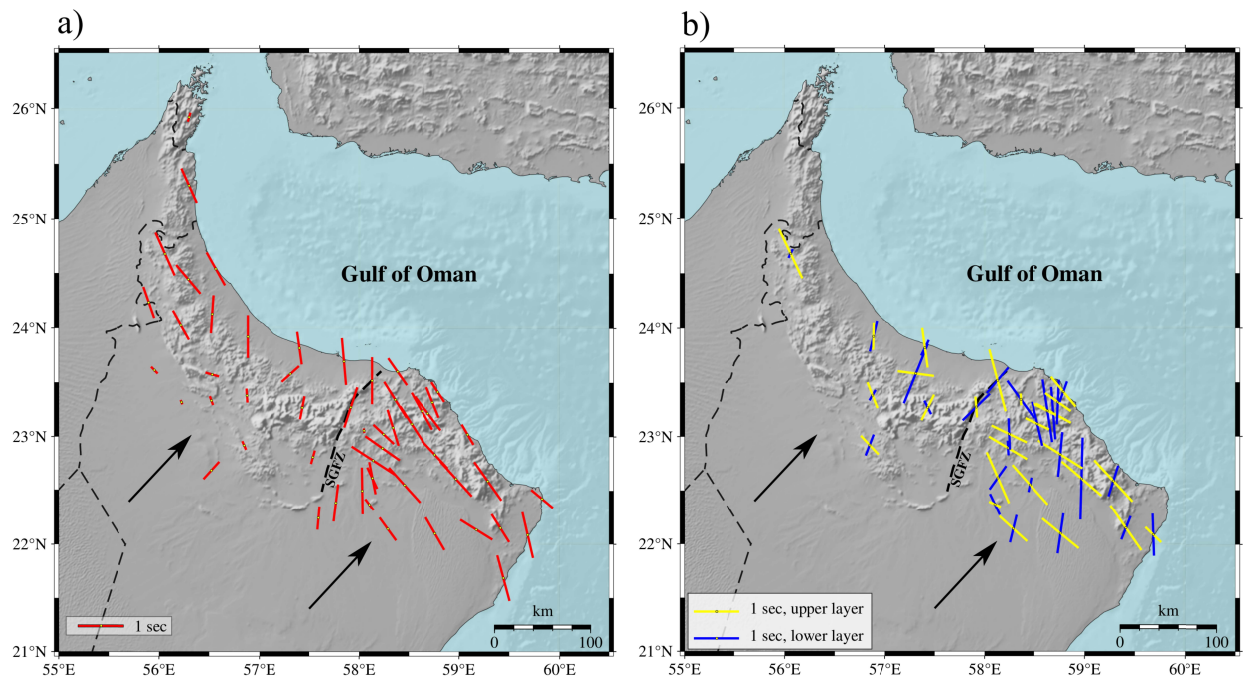 a)
26°N
25°N
24°N
23°N
22°N
21°N
55°E
56°E
57°E
58°E
59°E
60°E
Gulf of Oman
SGFZ
1 sec
km
0
100
b)
26°N
25°N
24°N
23°N
22°N
21°N
55°E
56°E
57°E
58°E
59°E
60°E
Gulf of Oman
SGFZ
1 sec, upper layer
1 sec, lower layer
km
0
100